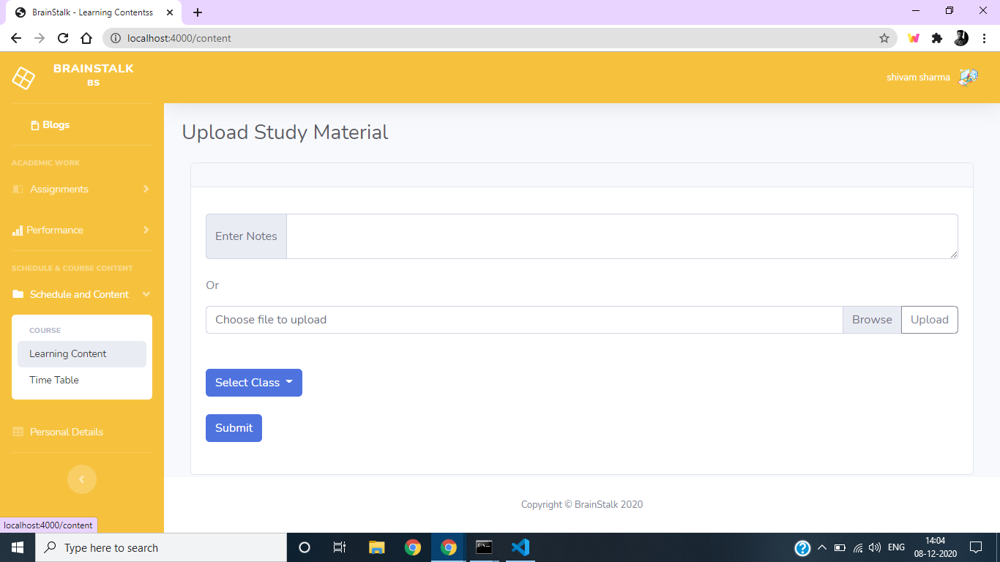 BrainStalk - Learning Contentss
localhost:4000/content
BRAINSTALK
BS
shivam sharma
Blogs
ACADEMIC WORK
Assignments
Performance
SCHEDULE & COURSE CONTENT
Schedule and Content
COURSE
Learning Content
Time Table
Personal Details
Upload Study Material
Enter Notes
Or
Choose file to upload Browse Upload
Select Class
Submit
Copyright © BrainStalk 2020
localhost:4000/content
Type here to search
ENG
14:04
08-12-2020